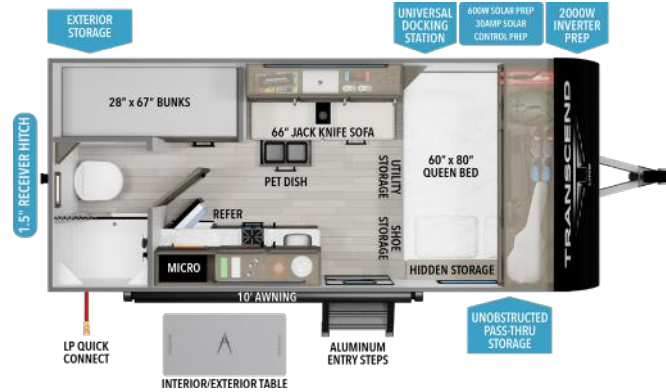 EXTERIOR
STORAGE
UNIVERSAL
DOCKING
STATION
600W SOLAR PREP
30AMP SOLAR
CONTROL PREP
2000W
INVERTER
PREP
28" x 67" BUNKS
66" JACK KNIFE SOFA
PET DISH
UTILITY
STORAGE
60" x 80"
QUEEN BED
1.5" RECEIVER HITCH
REFER
SHOE
STORAGE
MICRO
HIDDEN STORAGE
TRANSCEND
10' AWNING
LP QUICK
CONNECT
ALUMINUM
ENTRY STEPS
UNOBSTRUCTED
PASS-THRU
STORAGE
INTERIOR/EXTERIOR TABLE